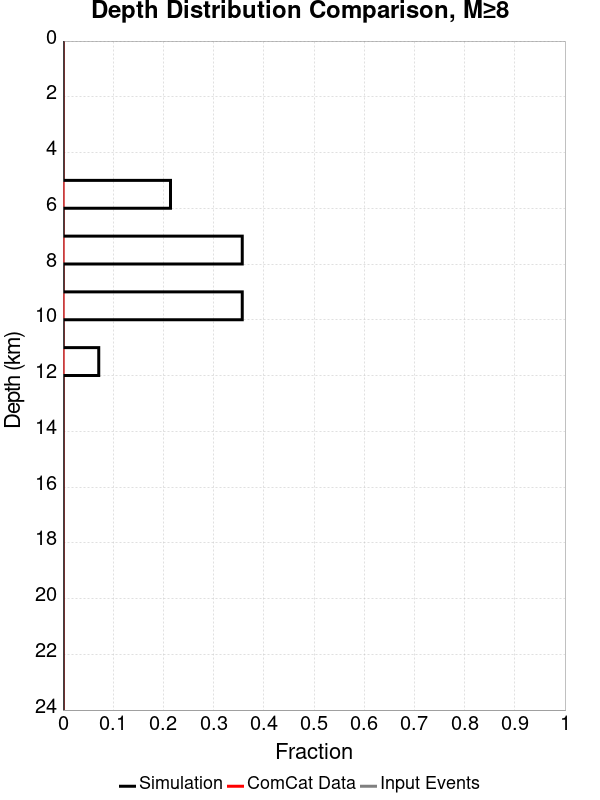 Depth Distribution Comparison, M≥8
0
2
4
6
8
10
12
14
16
18
20
22
24
Depth (km)
0 0.1 0.2 0.3 0.4 0.5 0.6 0.7 0.8 0.9 1
Fraction
Simulation ComCat Data Input Events